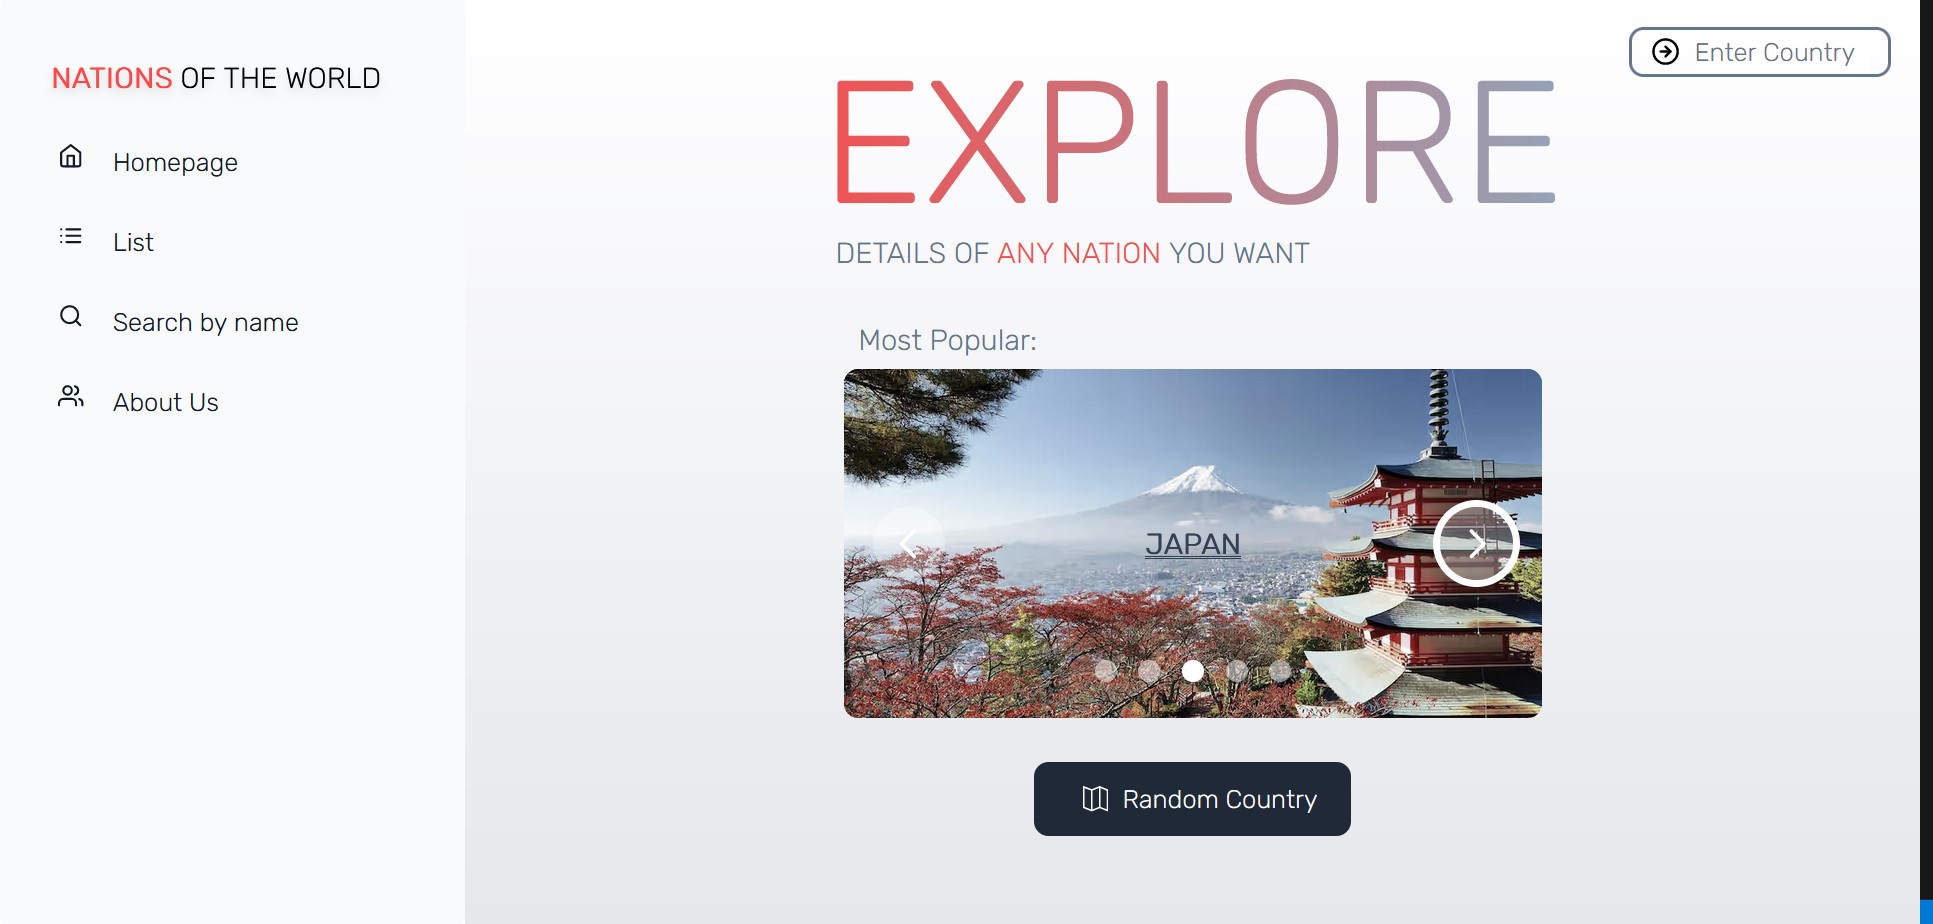 NATIONS OF THE WORLD
Homepage
List
Search by name
About Us
Enter Country
EXPLORE
DETAILS OF ANY NATION YOU WANT
Most Popular:
JAPAN
Random Country